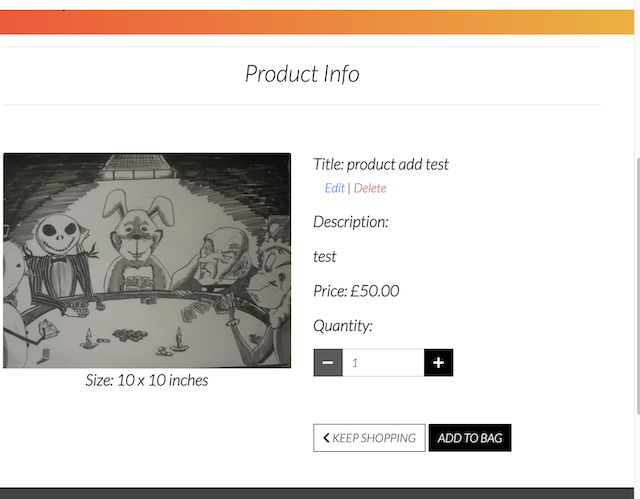 Product Info
Title: product add test
Edit | Delete
Description:
test
Price: £50.00
Quantity:
1
Size: 10 x 10 inches
KEEP SHOPPING
ADD TO BAG